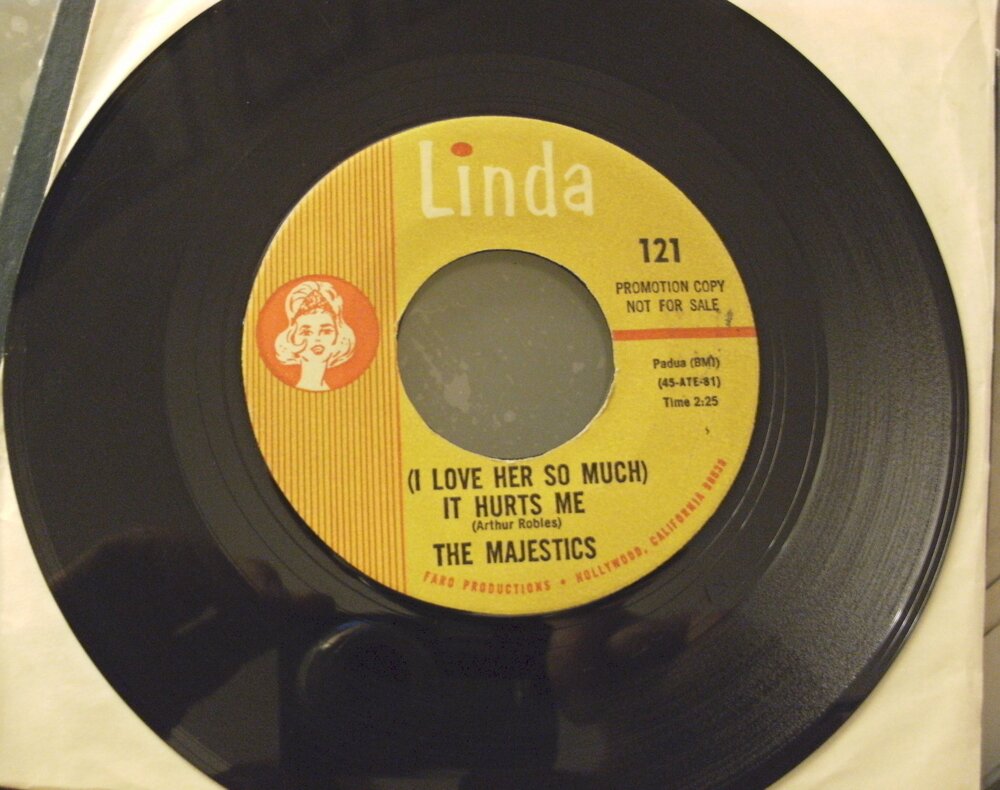 Linda
121
PROMOTION COPY
NOT FOR SALE
Padua (BMI)
(45-ATE-81)
Time 2:25
(I LOVE HER SO MUCH)
IT HURTS ME
(Arthur Robles)
THE MAJESTICS
FARO PRODUCTIONS • HOLLYWOOD, CALIFORNIA